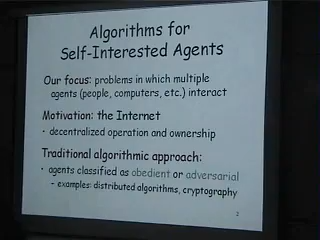 Algorithms for
Self-Interested Agents
Our focus: problems in which multiple
agents (people, computers, etc.) interact
Motivation: the Internet
• decentralized operation and ownership
Traditional algorithmic approach:
• agents classified as obedient or adversarial
– examples: distributed algorithms, cryptography
2